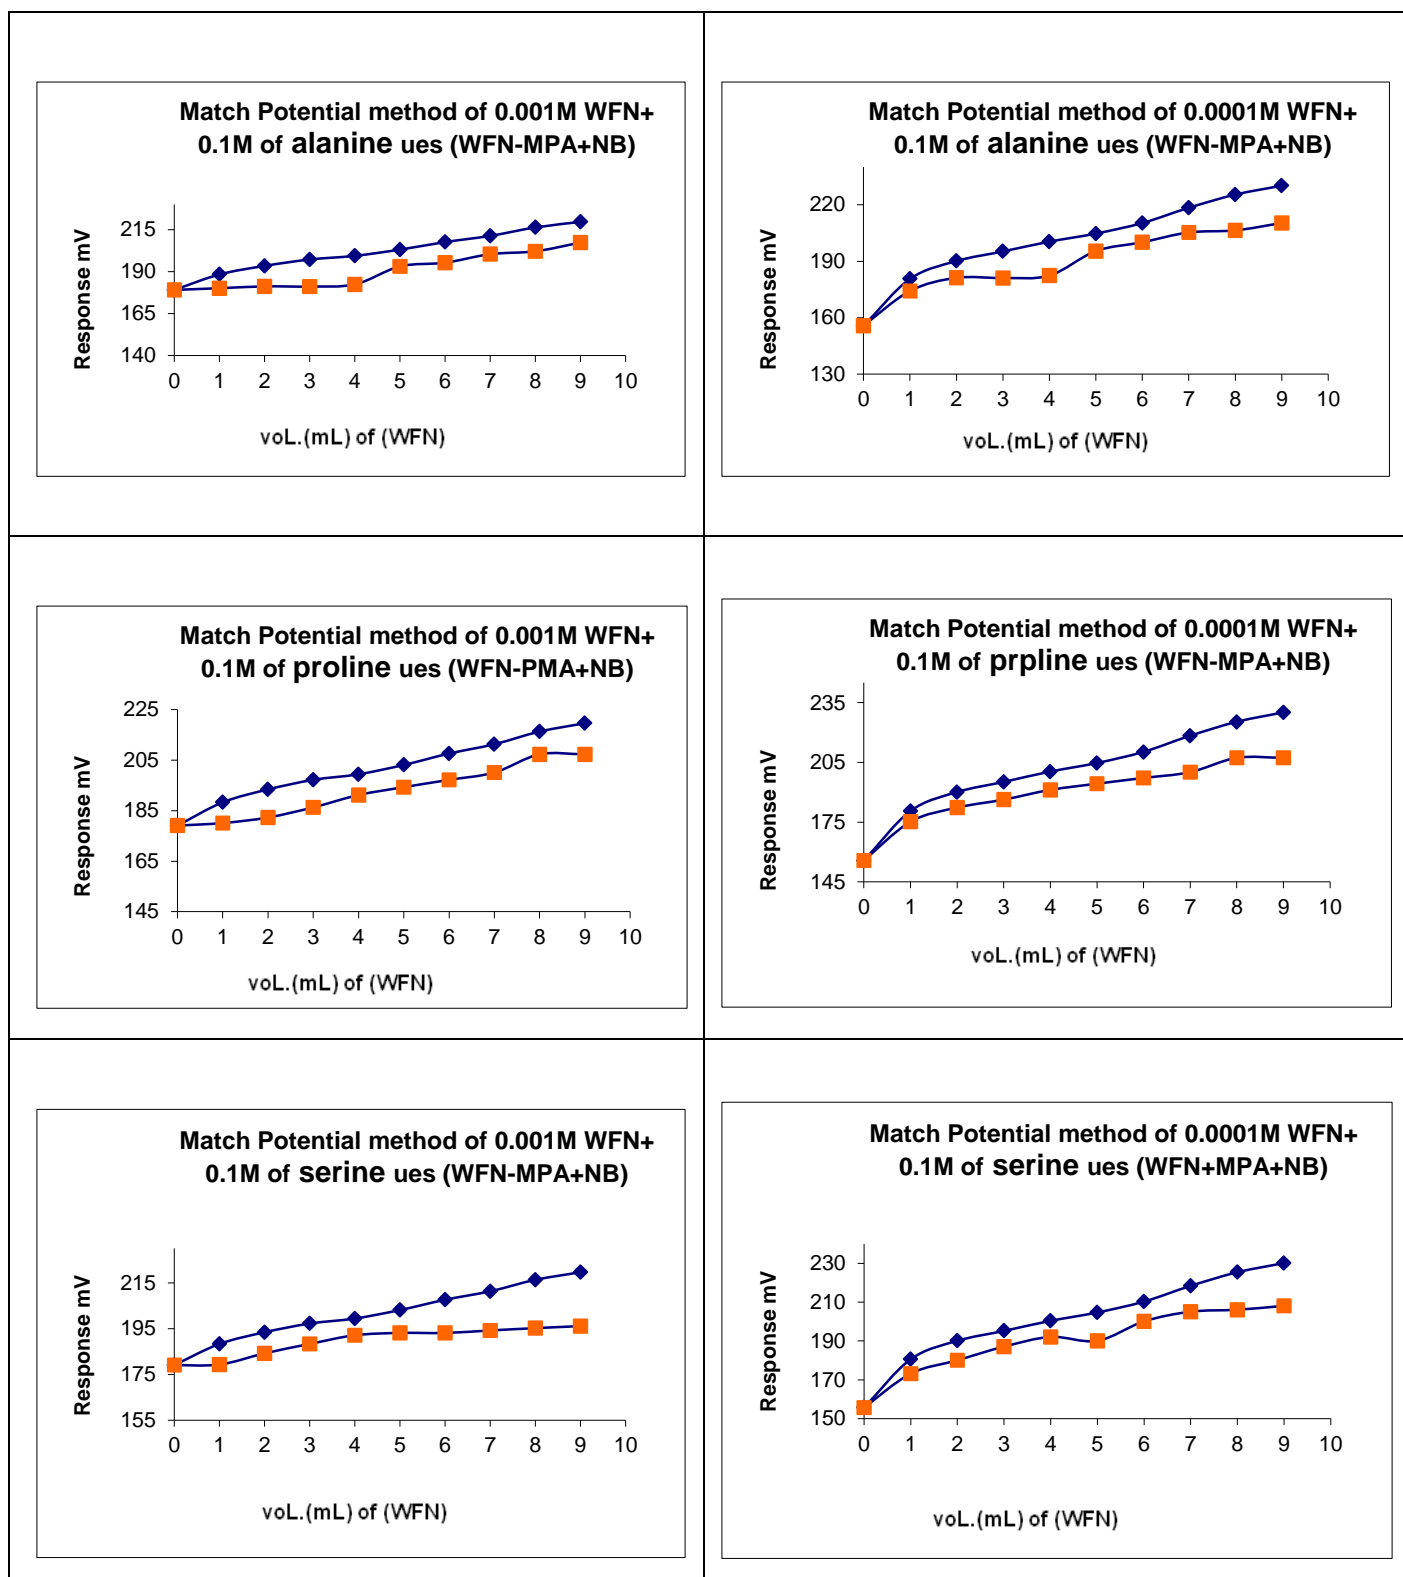 Match Potential method of 0.001M WFN+
0.1M of alanine ues (WFN-MPA+NB)
Response mV
215
190
165
140
0 1 2 3 4 5 6 7 8 9 10
voL.(mL) of (WFN)
Match Potential method of 0.0001M WFN+
0.1M of alanine ues (WFN-MPA+NB)
Response mV
220
190
160
130
0 1 2 3 4 5 6 7 8 9 10
voL.(mL) of (WFN)
Match Potential method of 0.001M WFN+
0.1M of proline ues (WFN-PMA+NB)
Response mV
225
205
185
165
145
0 1 2 3 4 5 6 7 8 9 10
voL.(mL) of (WFN)
Match Potential method of 0.0001M WFN+
0.1M of prpline ues (WFN-MPA+NB)
Response mV
235
205
175
145
0 1 2 3 4 5 6 7 8 9 10
voL.(mL) of (WFN)
Match Potential method of 0.001M WFN+
0.1M of serine ues (WFN-MPA+NB)
Response mV
215
195
175
155
0 1 2 3 4 5 6 7 8 9 10
voL.(mL) of (WFN)
Match Potential method of 0.0001M WFN+
0.1M of serine ues (WFN+MPA+NB)
Response mV
230
210
190
170
150
0 1 2 3 4 5 6 7 8 9 10
voL.(mL) of (WFN)